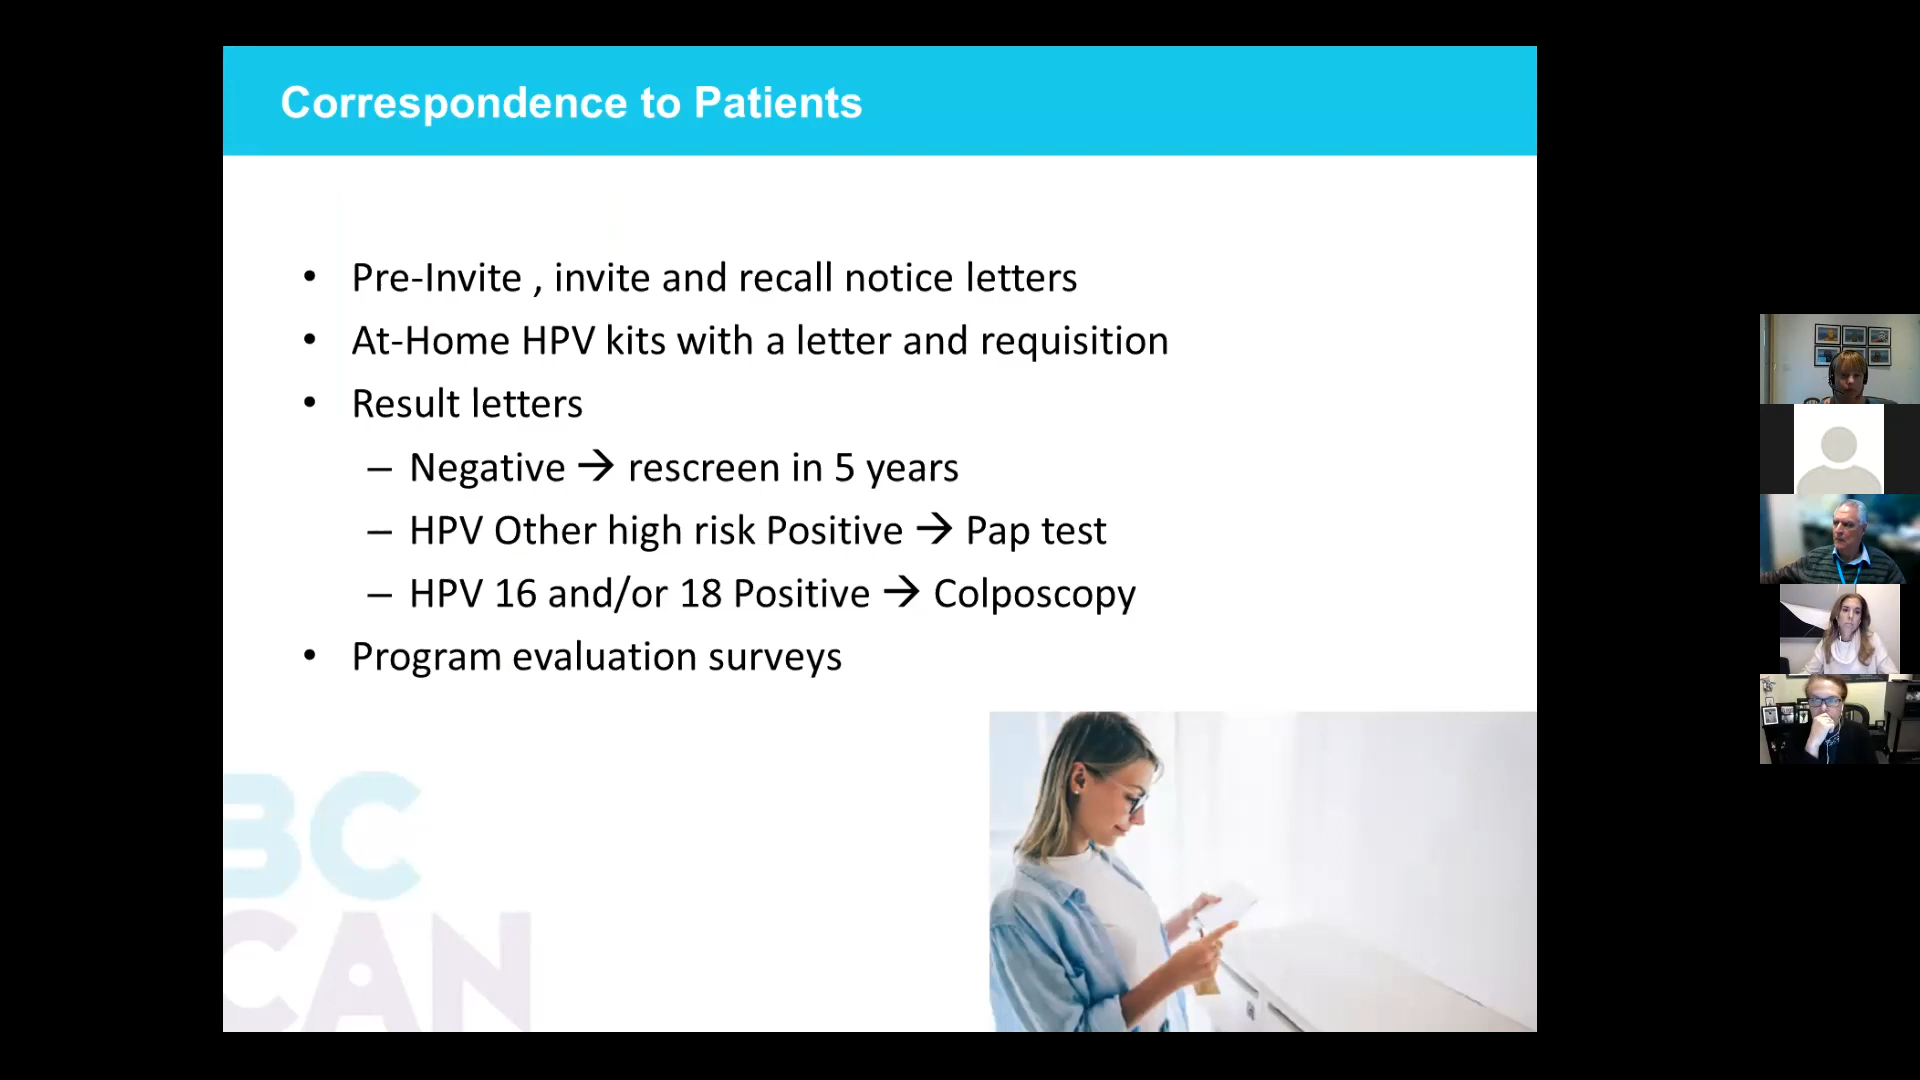 Correspondence to Patients
• Pre-Invite , invite and recall notice letters
• At-Home HPV kits with a letter and requisition
• Result letters
– Negative → rescreen in 5 years
– HPV Other high risk Positive → Pap test
– HPV 16 and/or 18 Positive → Colposcopy
• Program evaluation surveys
BC
CAN